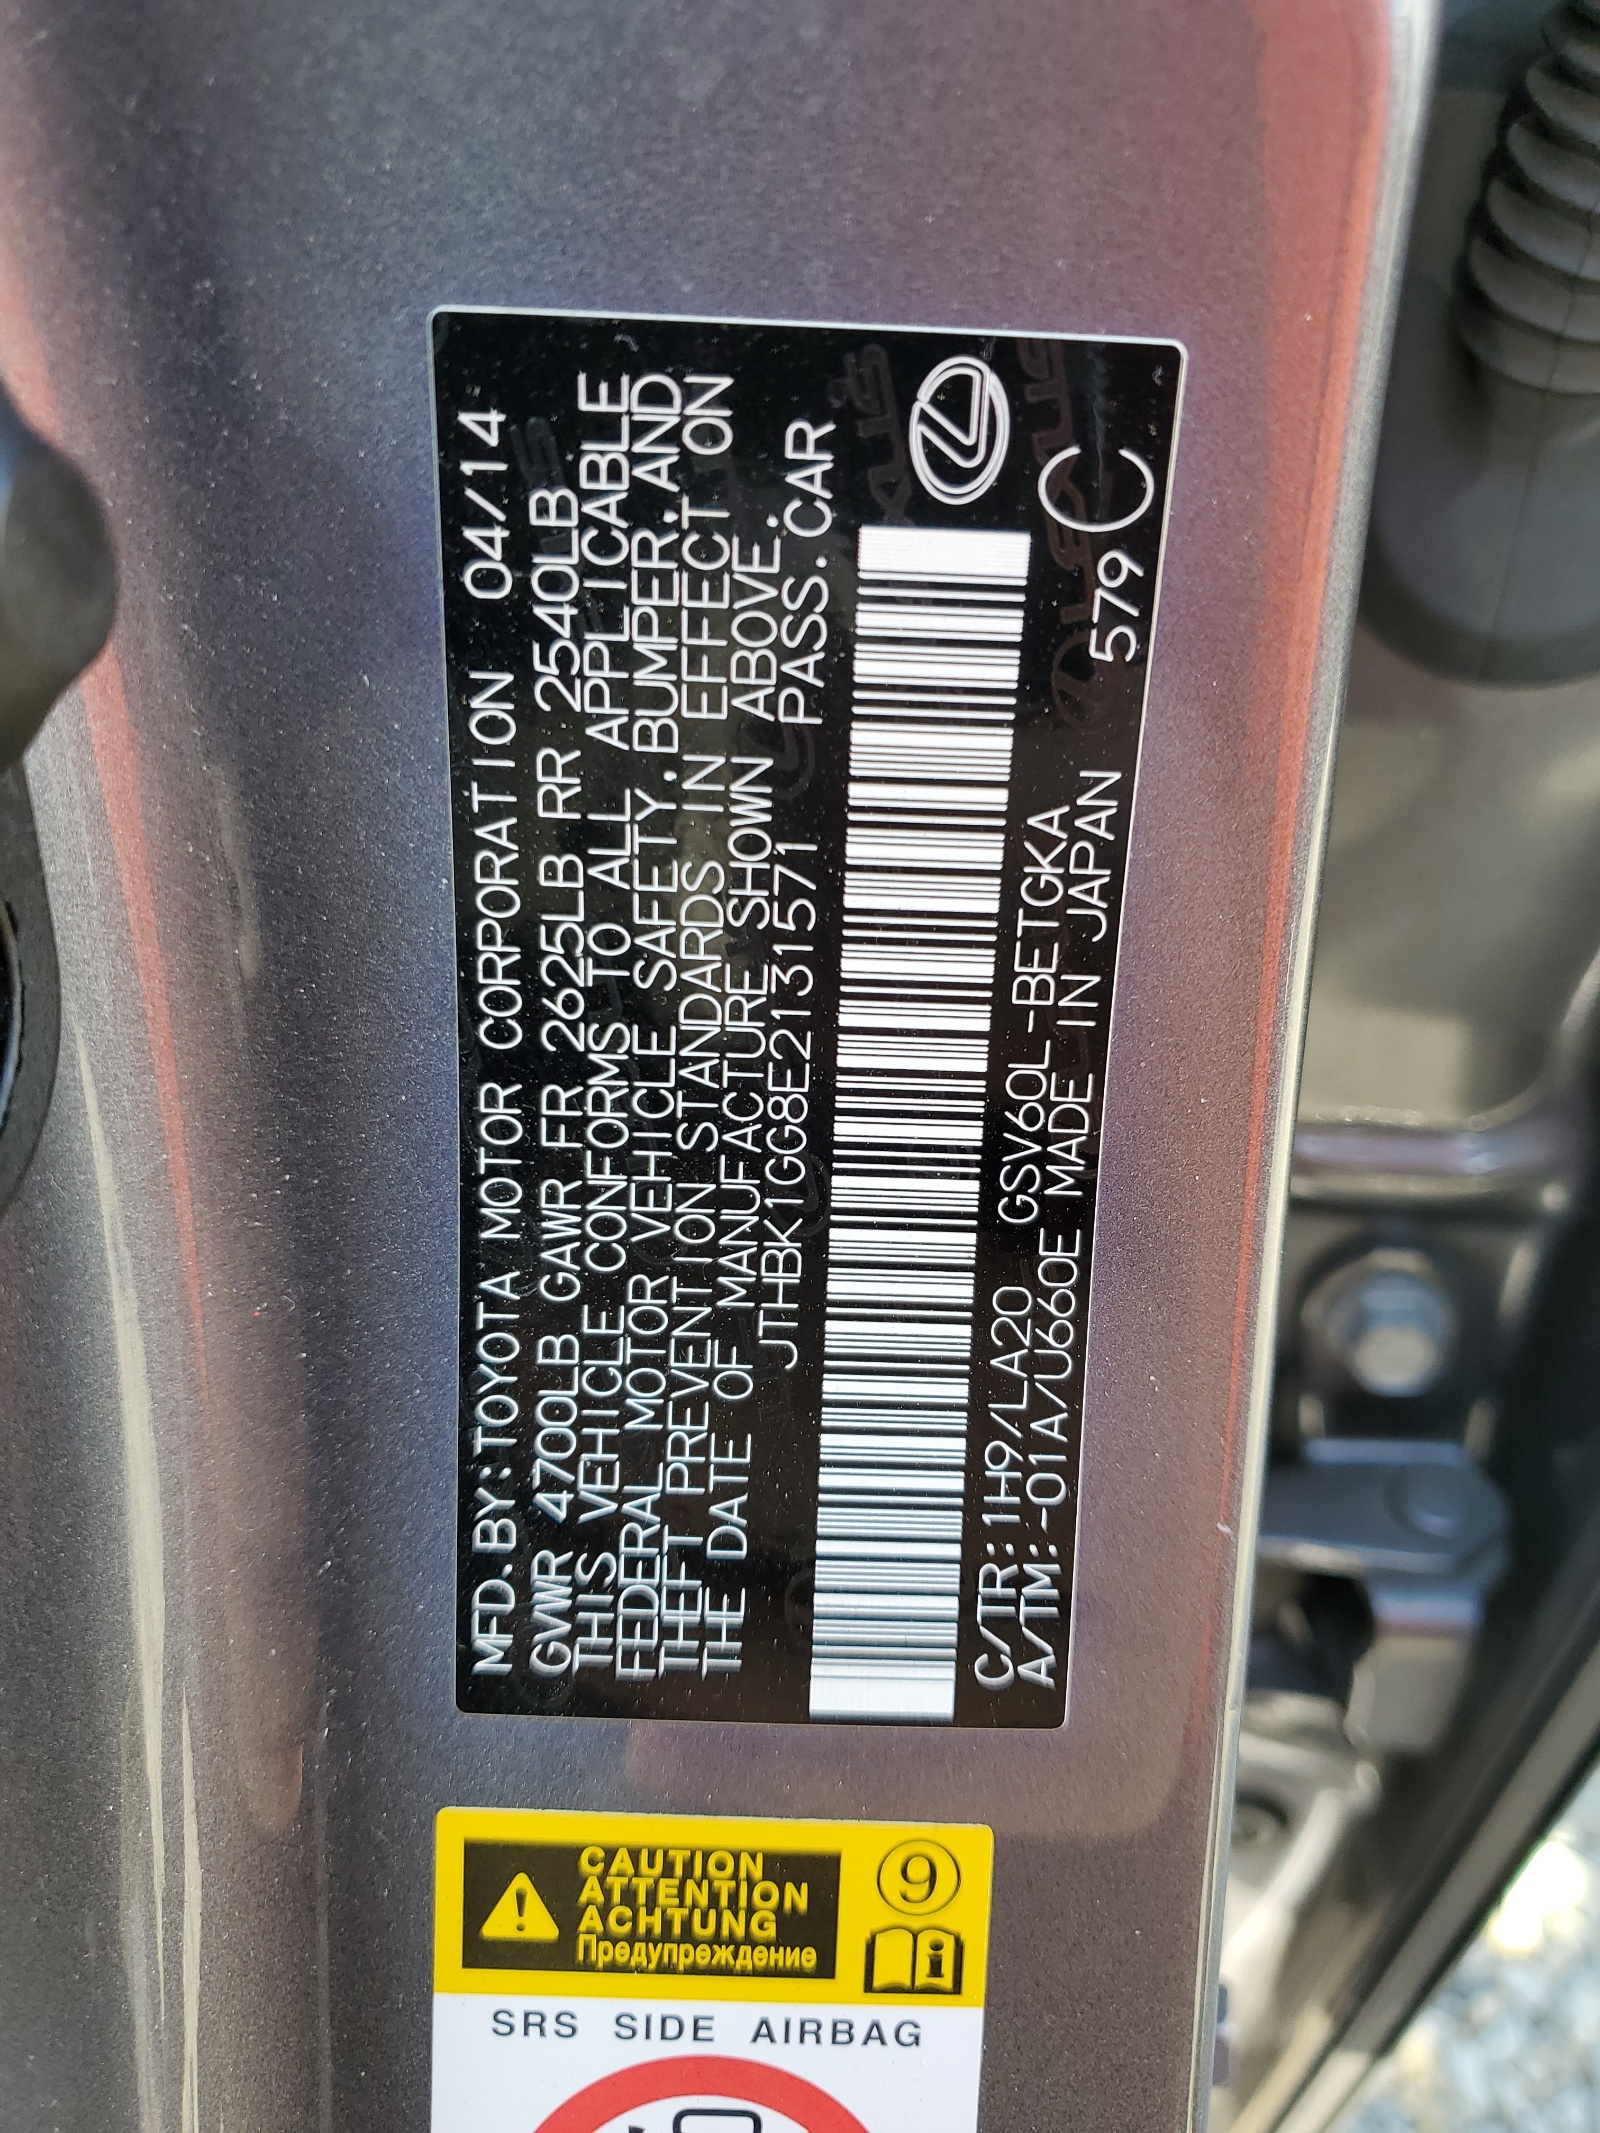 MFD.BY:TOYOTA MOTOR CORPORATION 04/14
GVWR 4700LB GAWR FR 2625LB RR 2540LB
THIS VEHICLE CONFORMS TO ALL APPLICABLE
FEDERAL MOTOR VEHICLE SAFETY.BUMPER.AND
THEFT PREVENTION STANDARDS IN EFFECT ON
THE DATE OF MANUFACTURE SHOWN ABOVE.
JTHBK1GG8E2131571 PASS.CAR
C/TR:1H9/LA20 GSV60L-BETGKA
A/TM:-01A/U660E MADE IN JAPAN 579 C
CAUTION
ATTENTION
ACHTUNG
Предупреждение
9
i
SRS SIDE AIRBAG